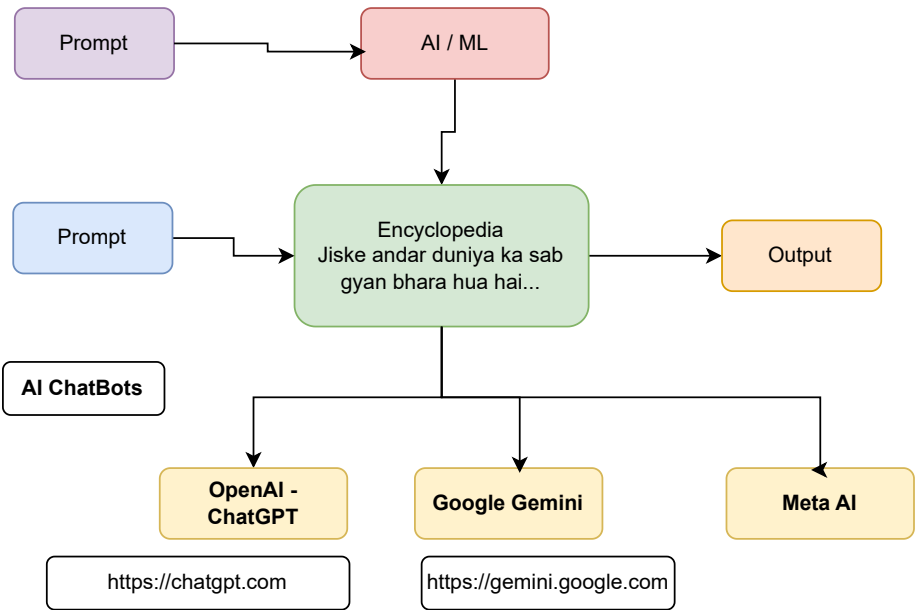 Prompt
AI / ML
Prompt
Encyclopedia
Jiske andar duniya ka sab
gyan bhara hua hai...
Output
AI ChatBots
OpenAI -
ChatGPT
Google Gemini
Meta AI
https://chatgpt.com
https://gemini.google.com